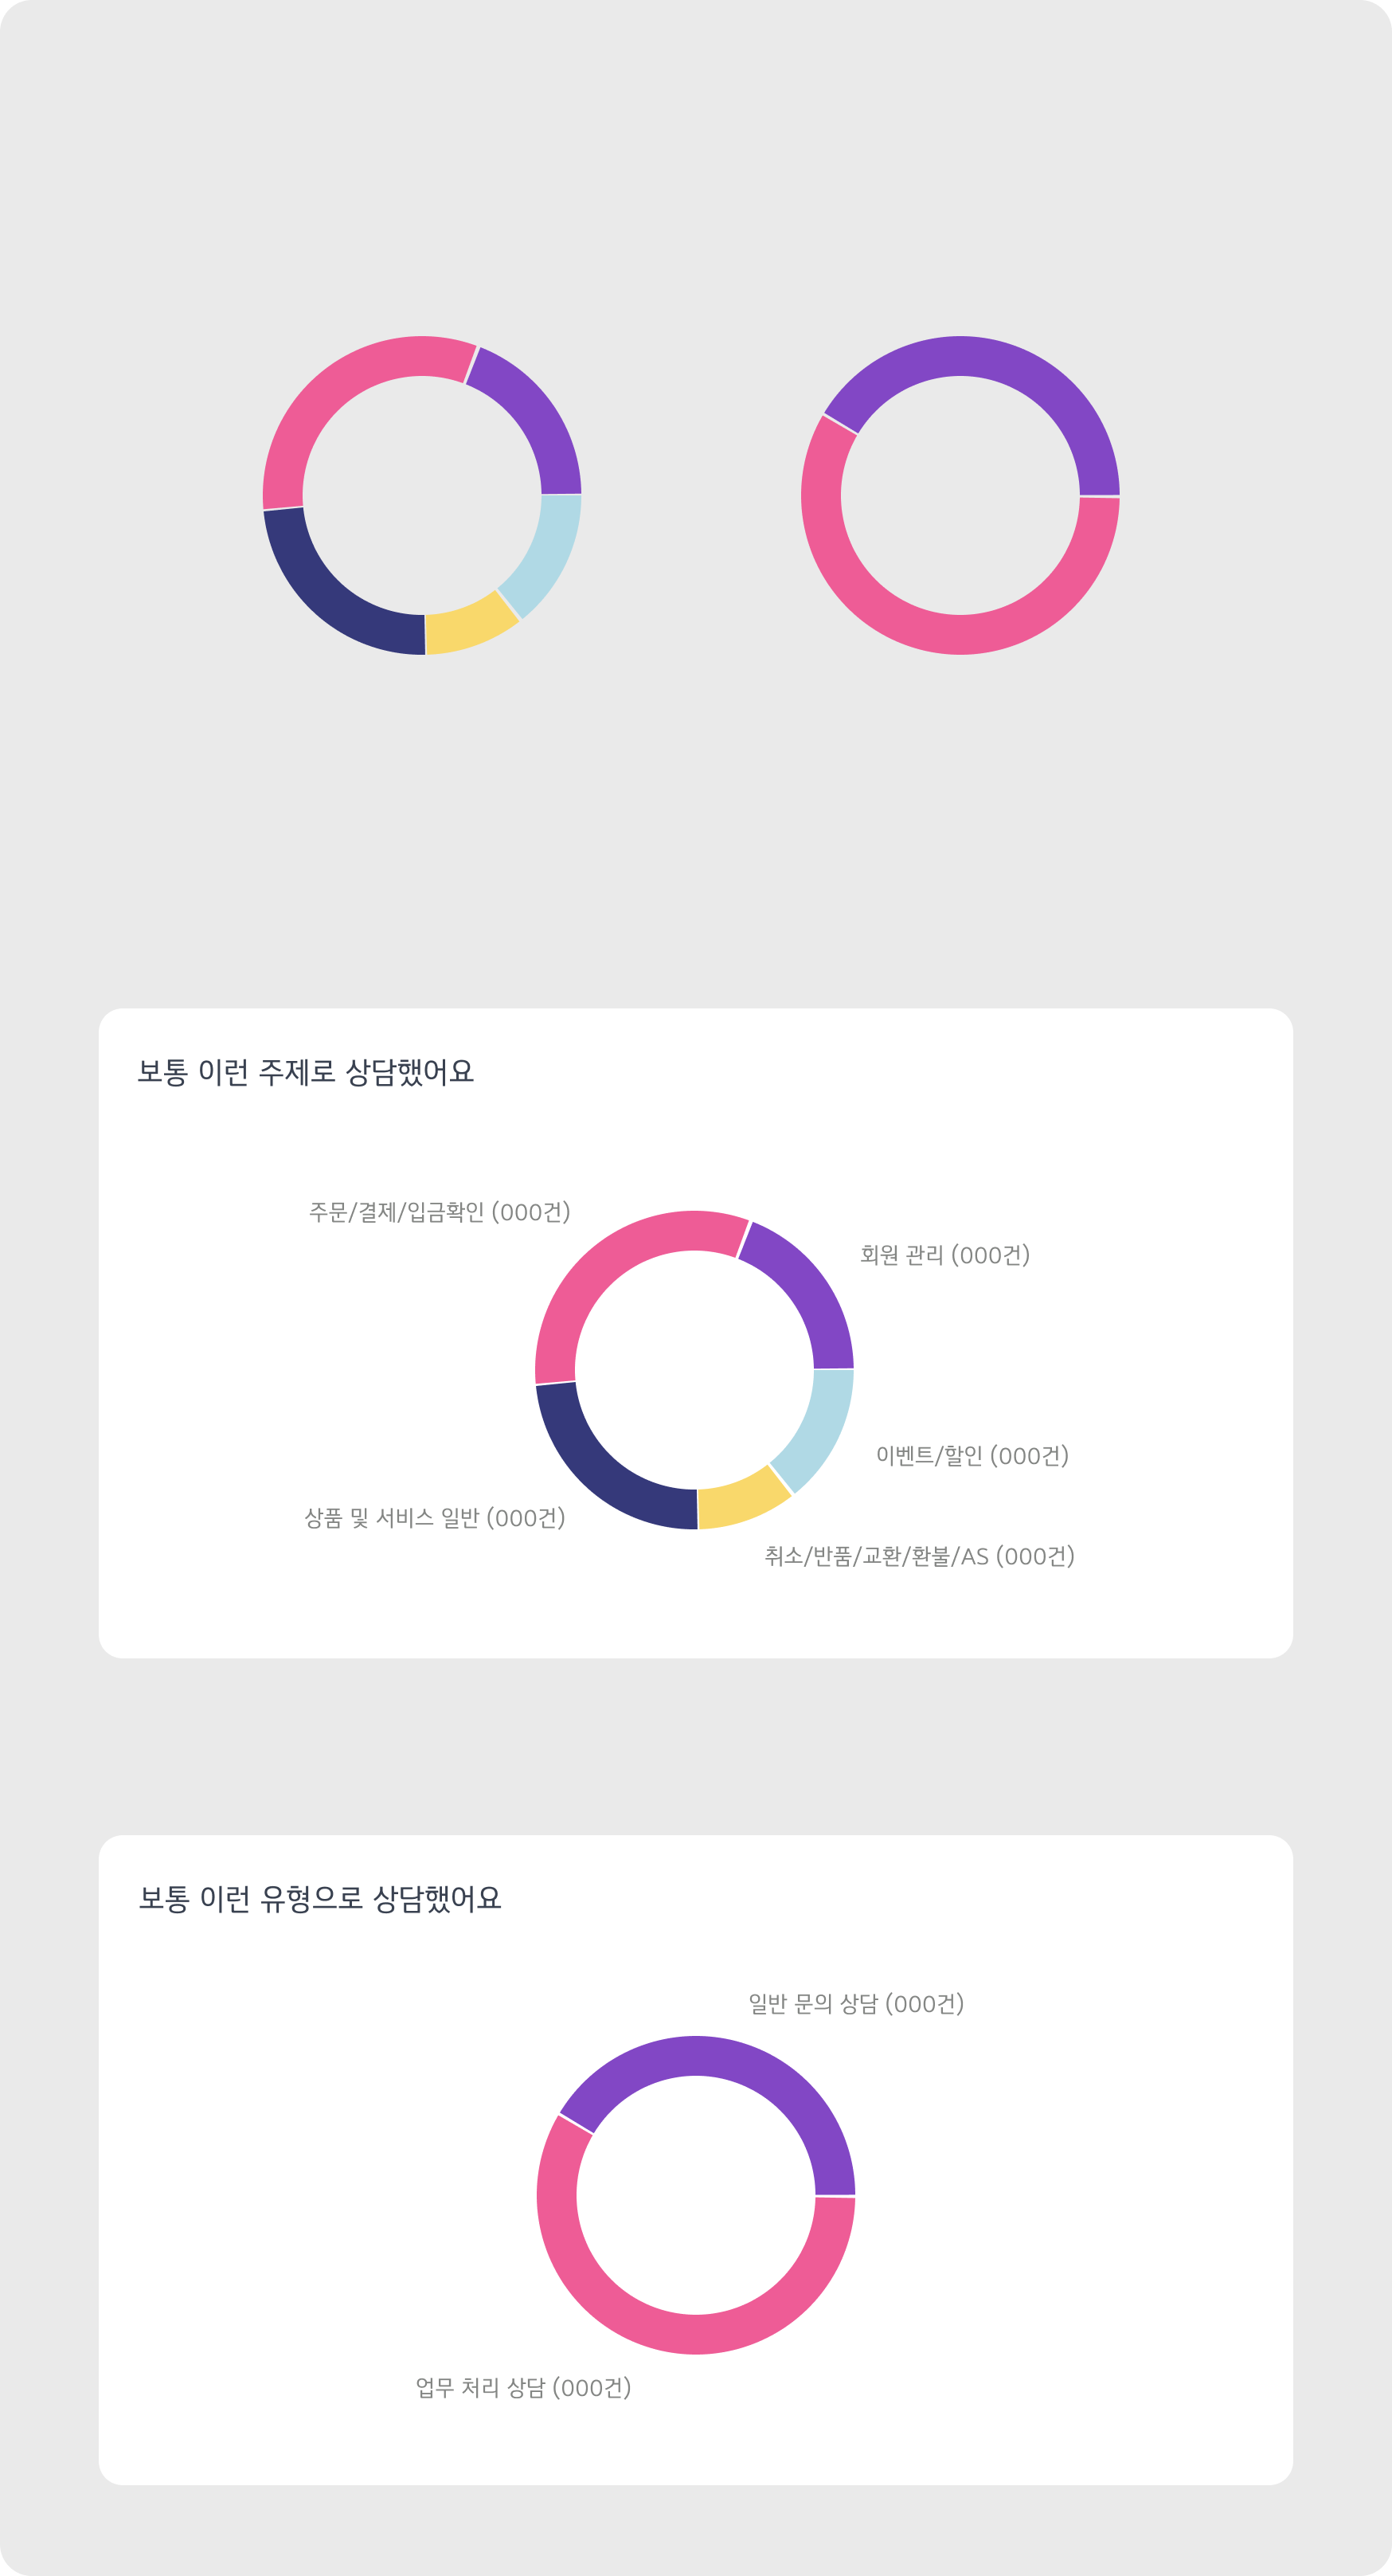 보통 이런 주제로 상담했어요
주문/결제/입금확인 (000건)
회원 관리 (000건)
이벤트/할인 (000건)
상품 및 서비스 일반 (000건)
취소/반품/교환/환불/AS (000건)
보통 이런 유형으로 상담했어요
일반 문의 상담 (000건)
업무 처리 상담 (000건)